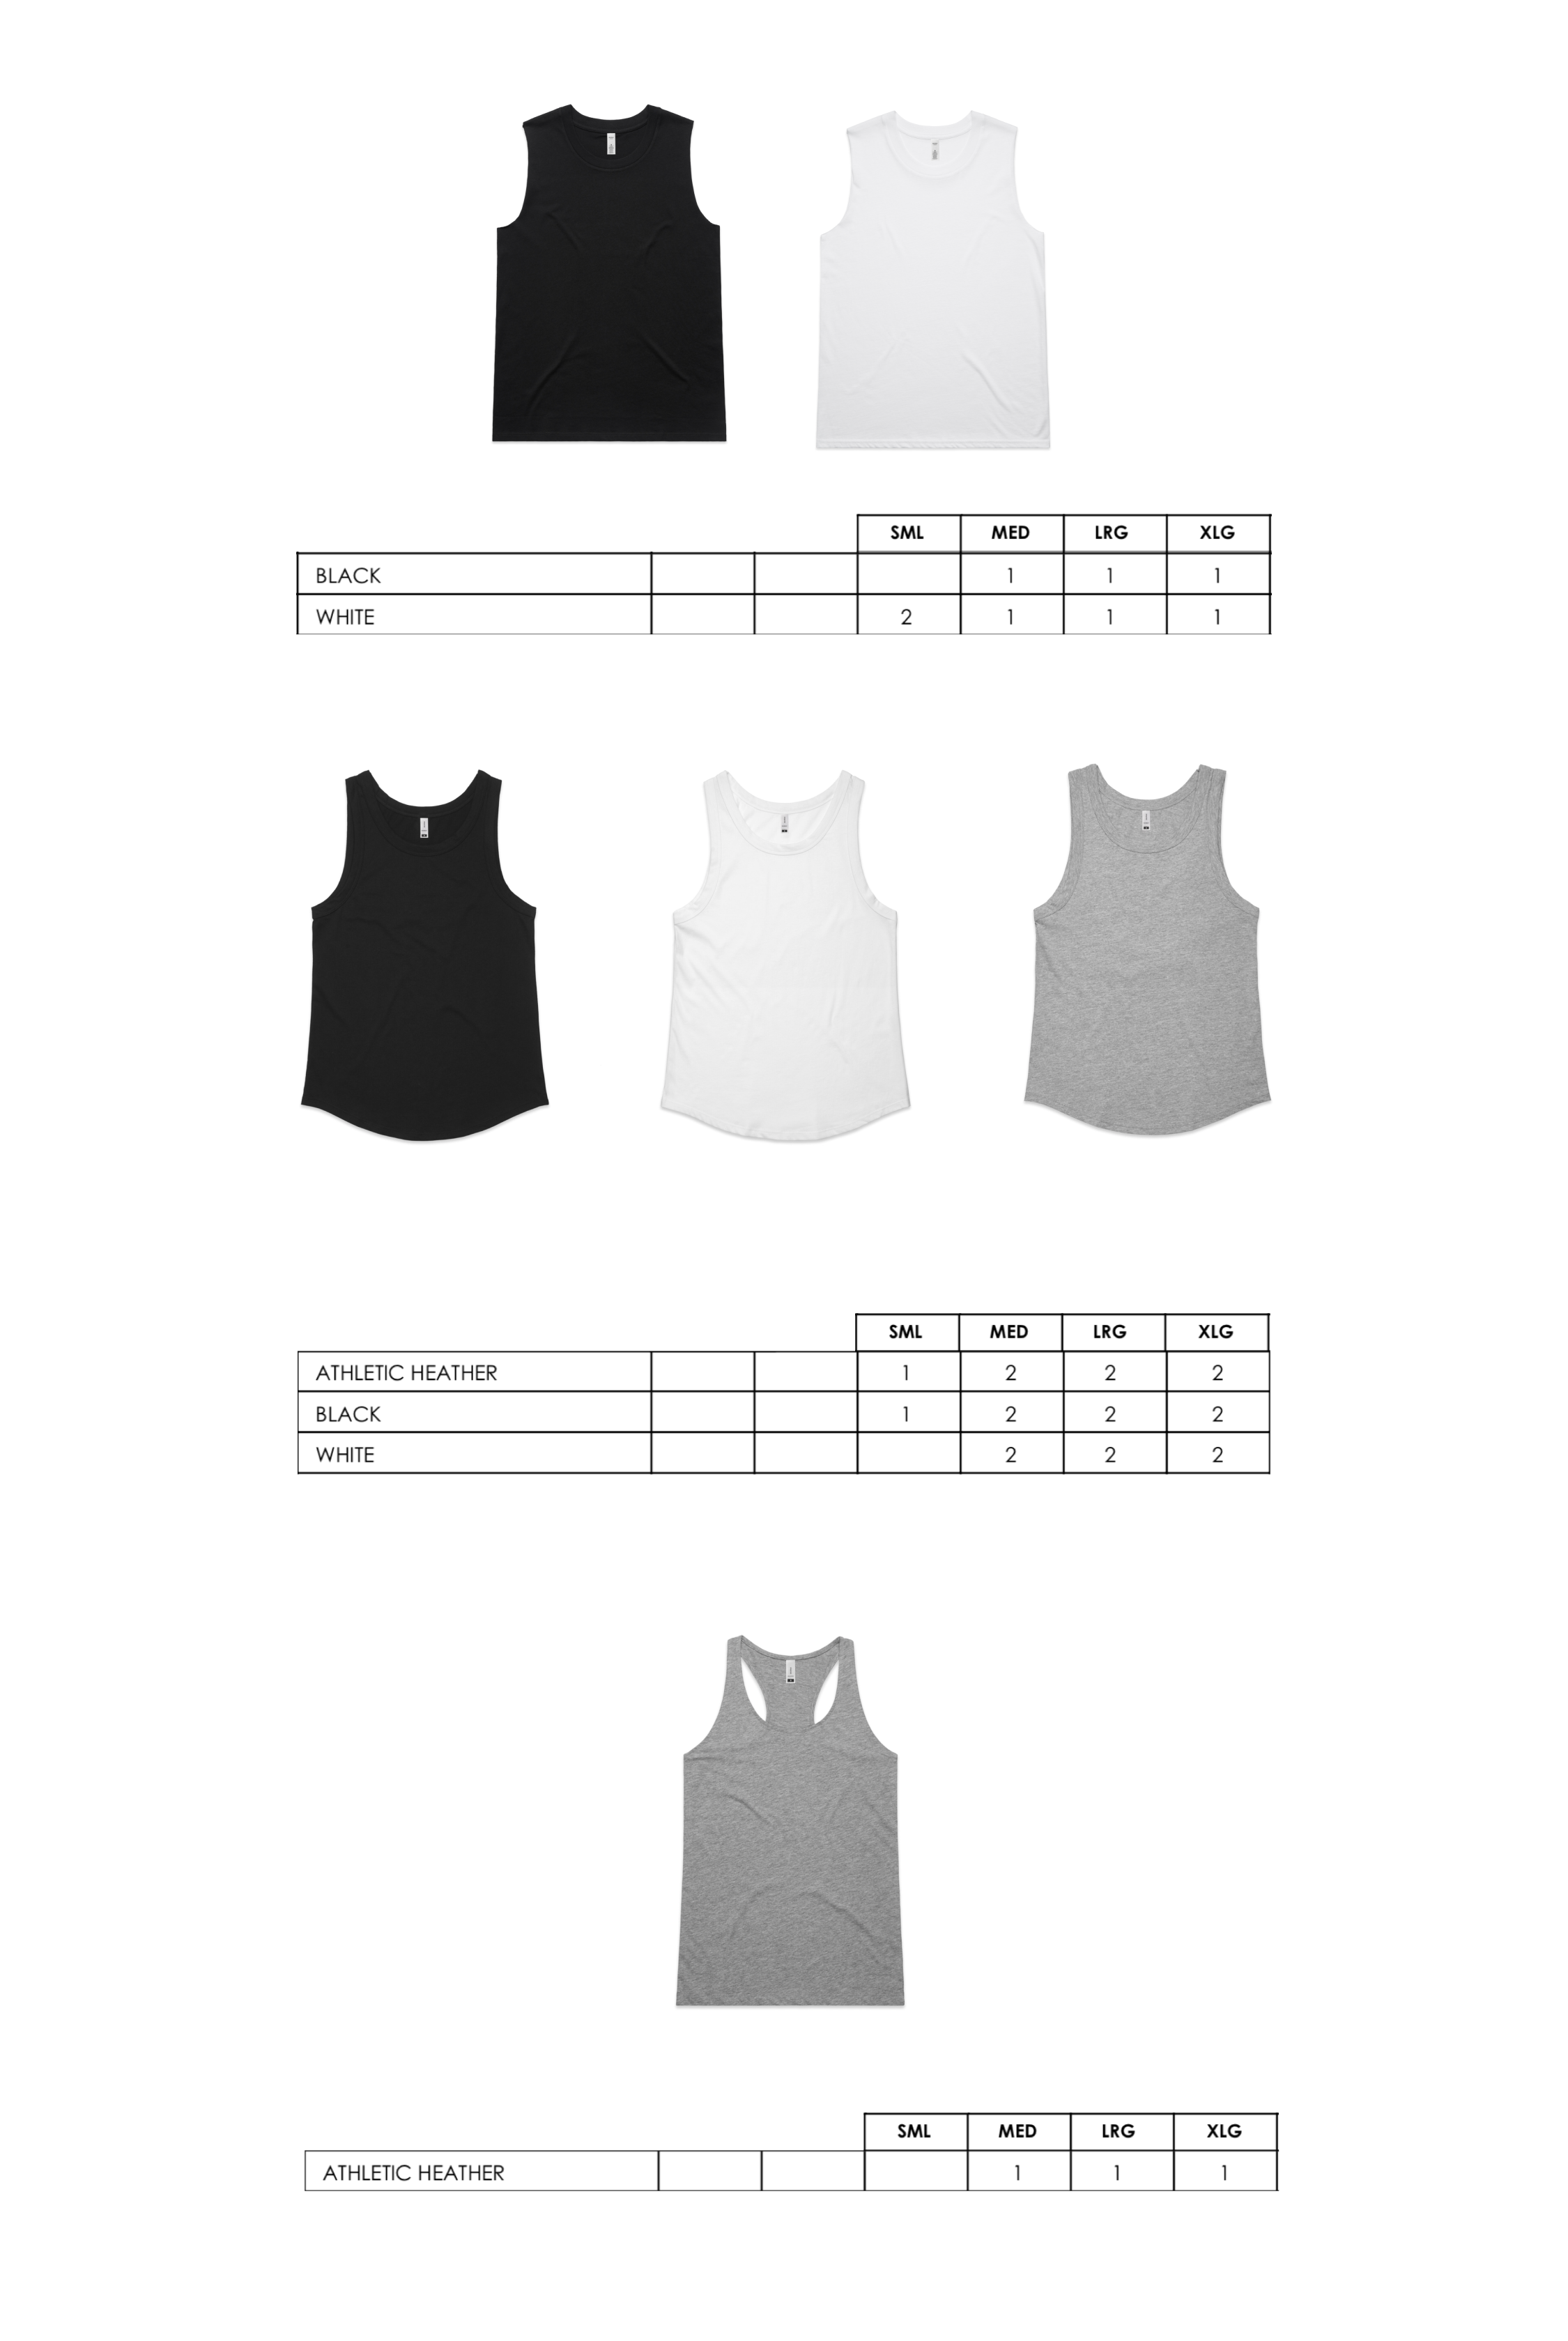 SML MED LRG XLG
BLACK 1 1 1
WHITE 2 1 1 1
SML MED LRG XLG
ATHLETIC HEATHER 1 2 2 2
BLACK 1 2 2 2
WHITE 2 2 2
SML MED LRG XLG
ATHLETIC HEATHER 1 1 1